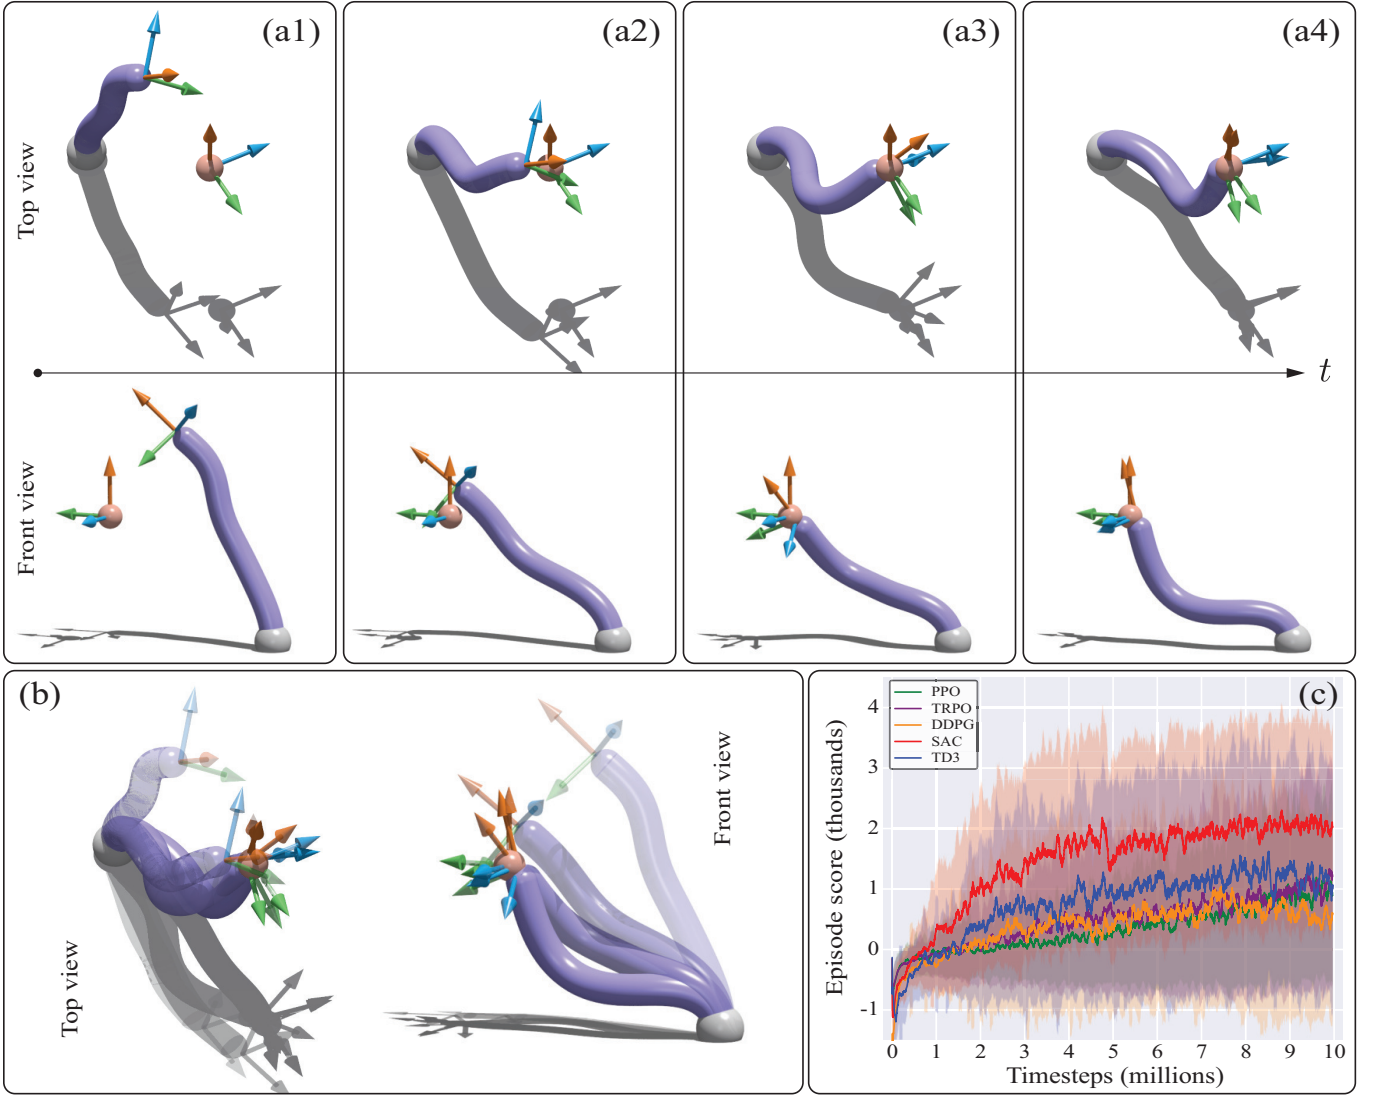 (a1)
(a2)
(a3)
(a4)
Top view
t
Front view
(b)
Top view
Front view
(c)
PPO
TRPO
DDPG
SAC
TD3
Episode score (thousands)
4
3
2
1
0
-1
0 1 2 3 4 5 6 7 8 9 10
Timesteps (millions)